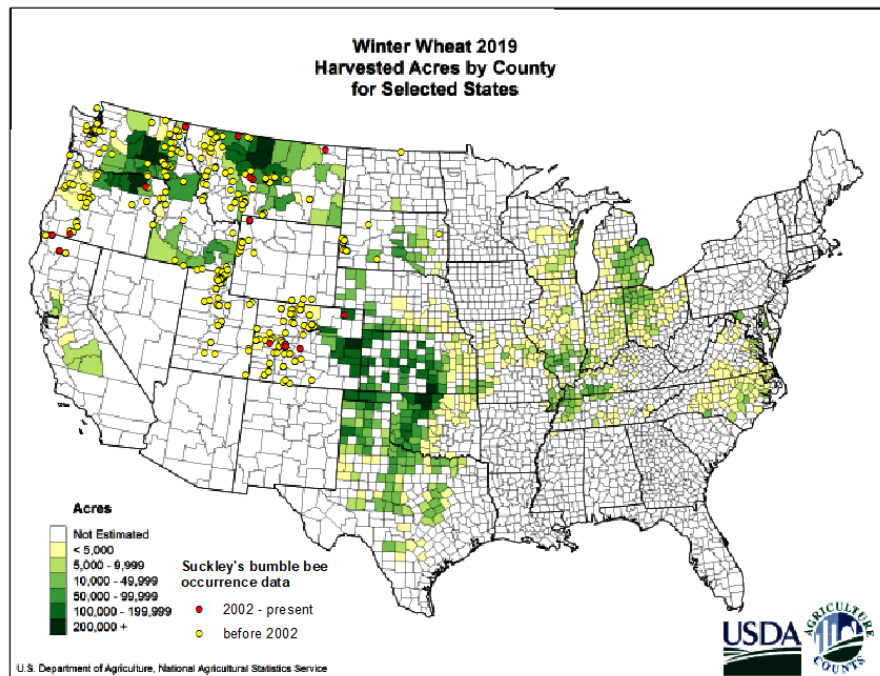 Winter Wheat 2019
Harvested Acres by County
for Selected States
Acres
Not Estimated
< 5,000
5,000 - 9,999
10,000 - 49,999
50,000 - 99,999
100,000 - 199,999
200,000 +
Suckley's bumble bee
occurrence data
2002 - present
before 2002
USDA
AGRICULTURE
COUNTS
U.S. Department of Agriculture, National Agricultural Statistics Service